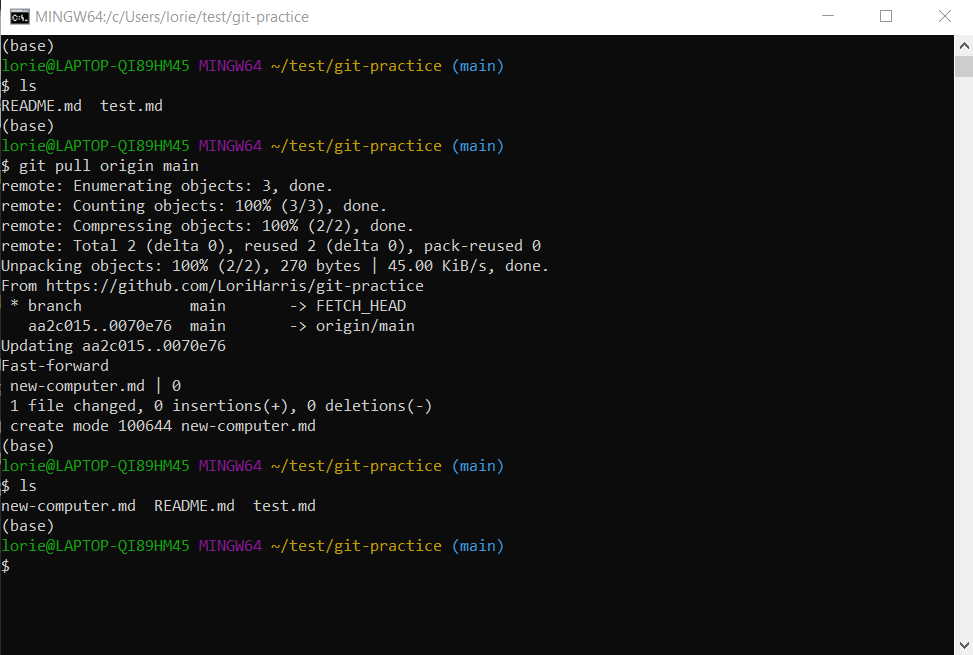 MINGW64:/c/Users/lorie/test/git-practice
(base)
lorie@LAPTOP-QI89HM45 MINGW64 ~/test/git-practice (main)
$ ls
README.md  test.md
(base)
lorie@LAPTOP-QI89HM45 MINGW64 ~/test/git-practice (main)
$ git pull origin main
remote: Enumerating objects: 3, done.
remote: Counting objects: 100% (3/3), done.
remote: Compressing objects: 100% (2/2), done.
remote: Total 2 (delta 0), reused 2 (delta 0), pack-reused 0
Unpacking objects: 100% (2/2), 270 bytes | 45.00 KiB/s, done.
From https://github.com/LoriHarris/git-practice
 * branch            main       -> FETCH_HEAD
   aa2c015..0070e76  main       -> origin/main
Updating aa2c015..0070e76
Fast-forward
 new-computer.md | 0
 1 file changed, 0 insertions(+), 0 deletions(-)
 create mode 100644 new-computer.md
(base)
lorie@LAPTOP-QI89HM45 MINGW64 ~/test/git-practice (main)
$ ls
new-computer.md  README.md  test.md
(base)
lorie@LAPTOP-QI89HM45 MINGW64 ~/test/git-practice (main)
$